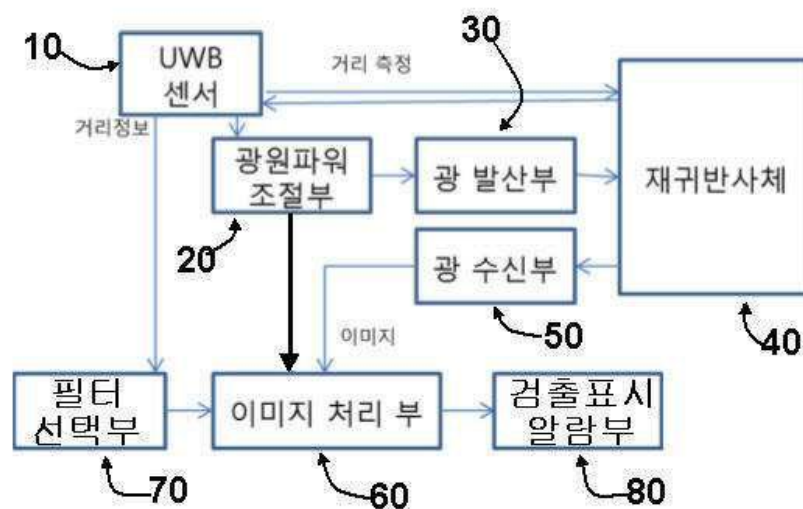 10
UWB
센서
거리 측정
30
거리정보
광원파워
조절부
광 발산부
재귀반사체
20
광 수신부
50
40
이미지
필터
선택부
이미지 처리 부
검출표시
알람부
70
60
80